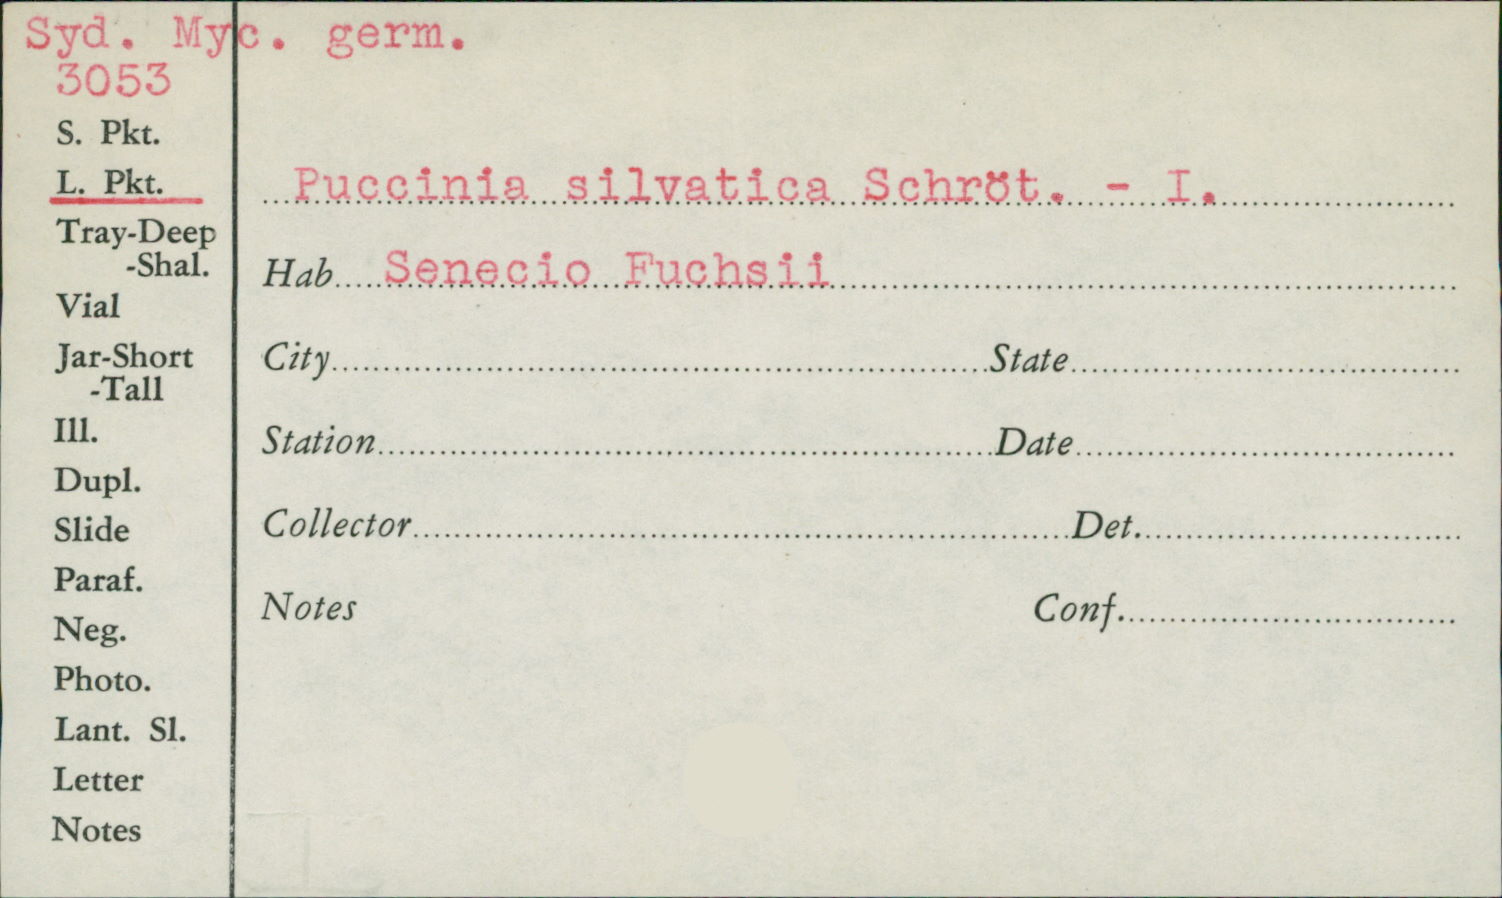 Syd. Myc. germ.
3053
S. Pkt.
L. Pkt.
Tray-Deep
-Shal.
Vial
Jar-Short
-Tall
Ill.
Dupl.
Slide
Paraf.
Neg.
Photo.
Lant. Sl.
Letter
Notes
Puccinia silvatica Schröt. - I.
Hab. Senecio Fuchsii
City State
Station Date
Collector Det.
Notes Conf.